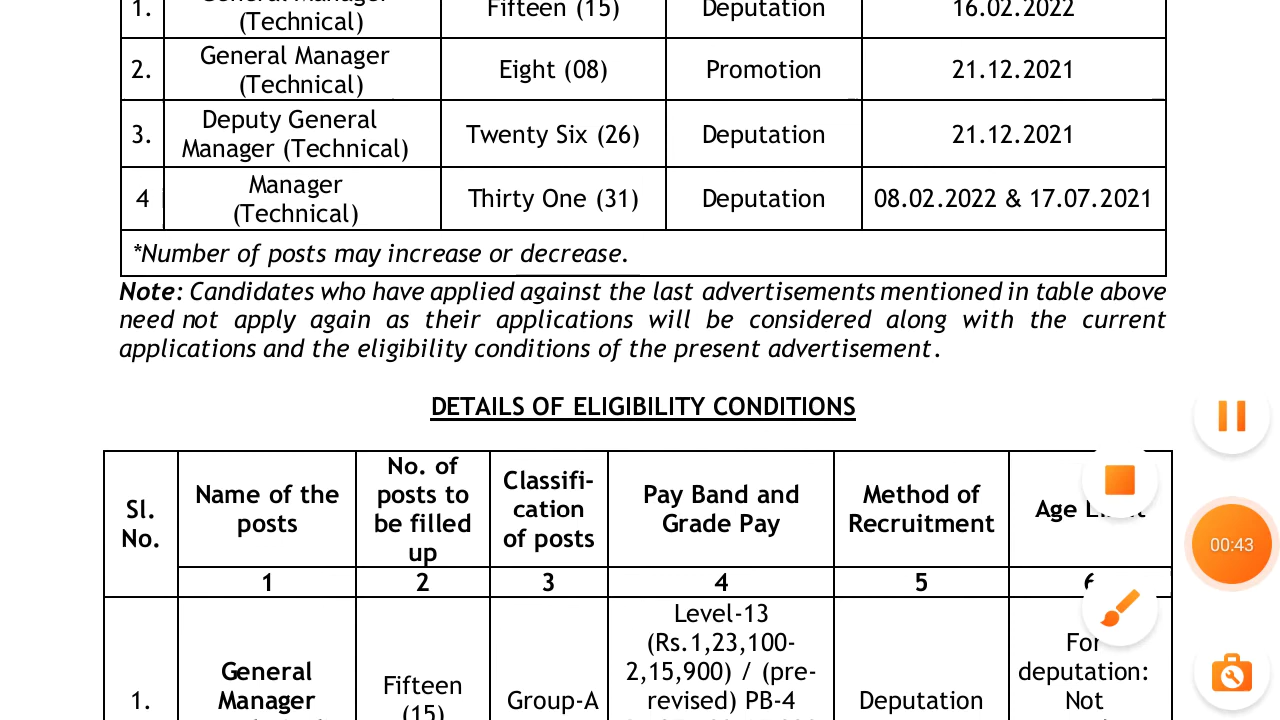 1.
(Technical)
Fifteen (15)
Deputation
16.02.2022
2.
General Manager
(Technical)
Eight (08)
Promotion
21.12.2021
3.
Deputy General
Manager (Technical)
Twenty Six (26)
Deputation
21.12.2021
4
Manager
(Technical)
Thirty One (31)
Deputation
08.02.2022 & 17.07.2021
*Number of posts may increase or decrease.
Note: Candidates who have applied against the last advertisements mentioned in table above
need not apply again as their applications will be considered along with the current
applications and the eligibility conditions of the present advertisement.
DETAILS OF ELIGIBILITY CONDITIONS
Sl.
No.
Name of the
posts
No. of
posts to
be filled
up
Classifi-
cation
of posts
Pay Band and
Grade Pay
Method of
Recruitment
Age
1
2
3
4
5
6
1.
General
Manager
Fifteen
(15)
Group-A
Level-13
(Rs.1,23,100-
2,15,900) / (pre-
revised) PB-4
Deputation
For
deputation:
Not
00:43